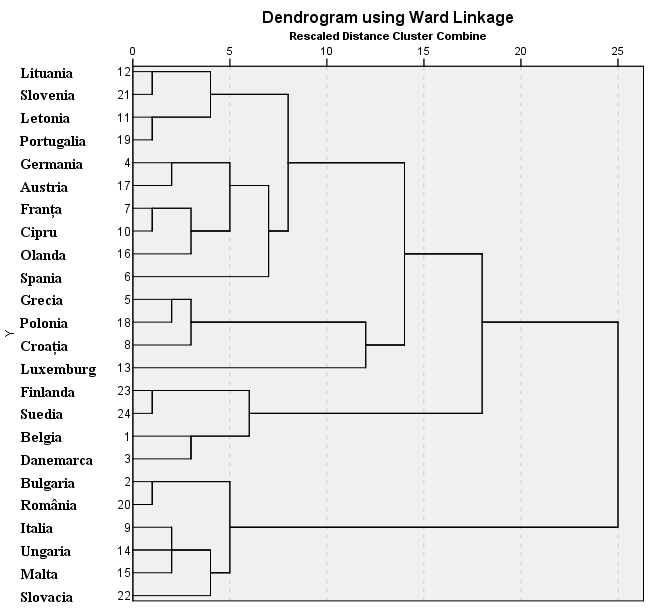 Dendrogram using Ward Linkage
Rescaled Distance Cluster Combine
0 5 10 15 20 25
Lituania 12
Slovenia 21
Letonia 11
Portugalia 19
Germania 4
Austria 17
Franța 7
Cipru 10
Olanda 16
Spania 6
Grecia 5
Polonia 18
Croația 8
Luxemburg 13
Finlanda 23
Suedia 24
Belgia 1
Danemarca 3
Bulgaria 2
România 20
Italia 9
Ungaria 14
Malta 15
Slovacia 22
Y